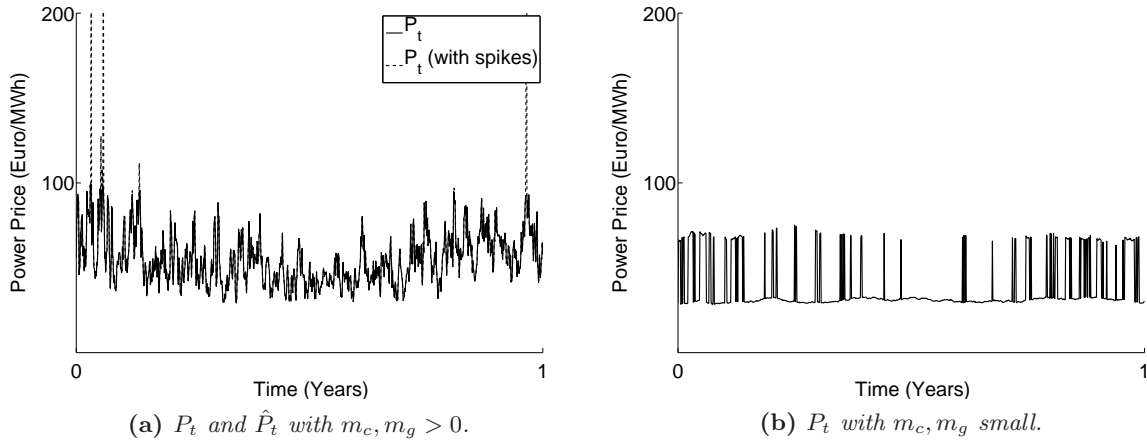 200
P_t
P_t (with spikes)
Power Price (Euro/MWh)
100
0
1
Time (Years)
(a) P_t and \hat{P}_t with m_c, m_g > 0.
200
Power Price (Euro/MWh)
100
0
1
Time (Years)
(b) P_t with m_c, m_g small.